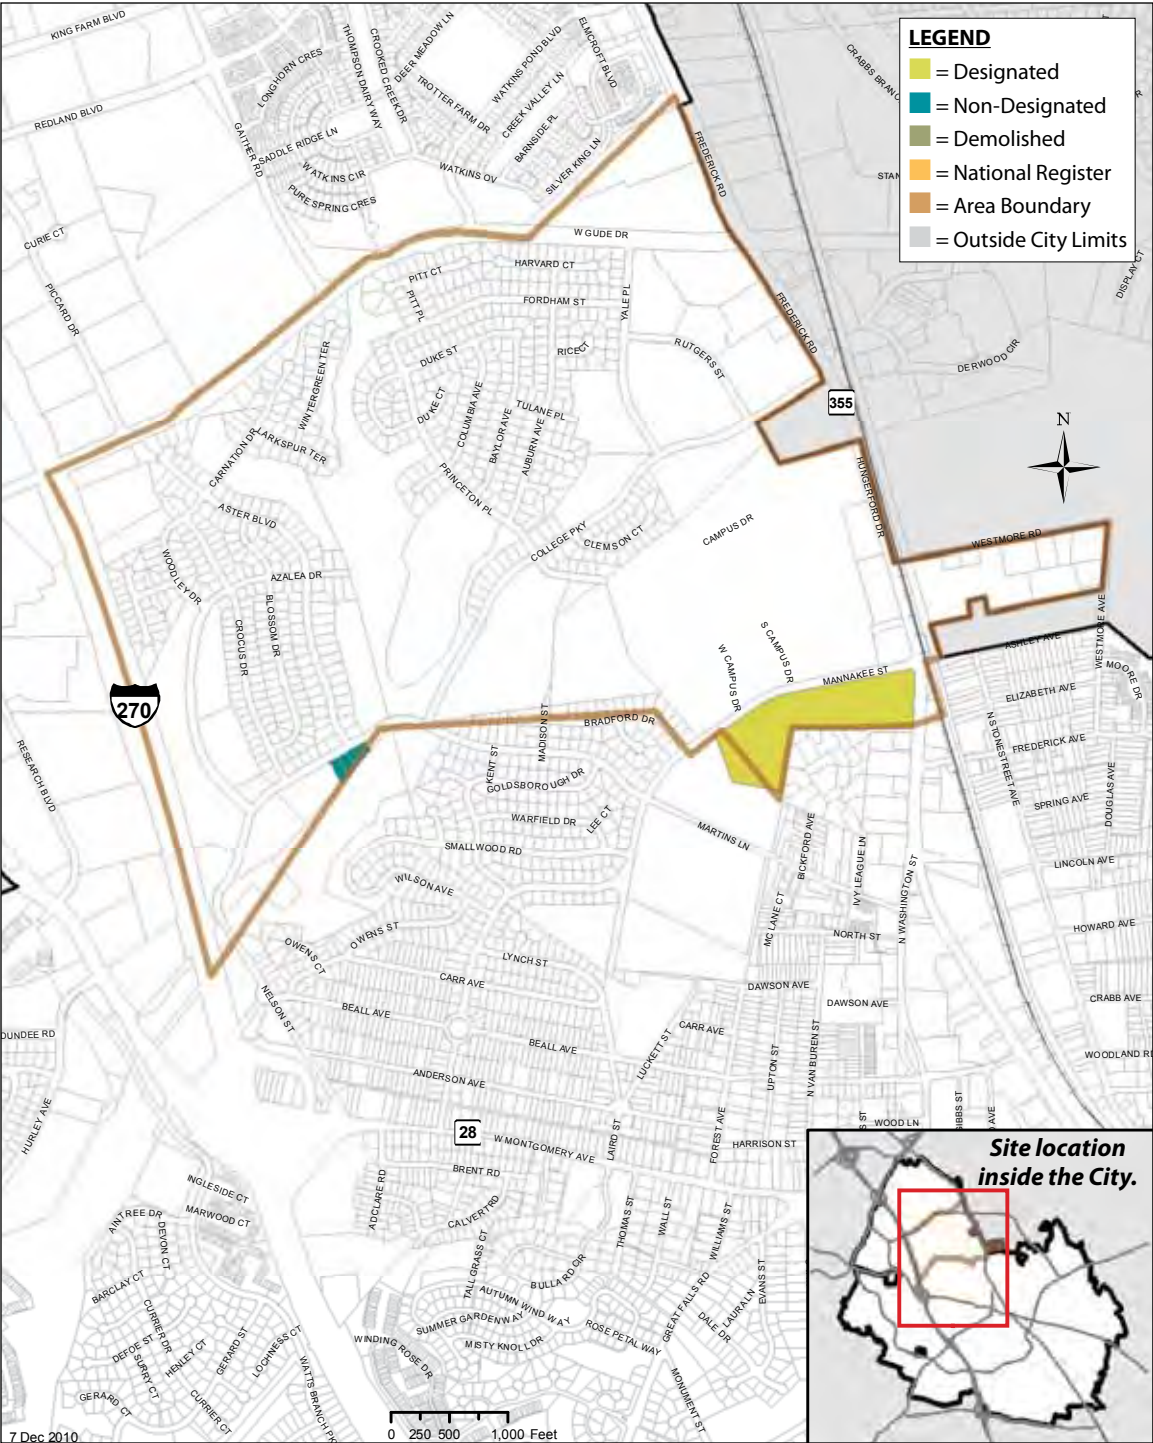 KING FARM BLVD
REDLAND BLVD
LONGHORN CRES
THOMPSON DAIRY WAY
CROOKED CREEK DR
DEER MEADOW LN
TROTTER FARM DR
WATKINS POND BLVD
CREEK VALLEY LN
BARNSIDE PL
ELMCROFT BLVD
SILVER KING LN
GAITHER RD
SADDLE RIDGE LN
WATKINS CIR
PURE SPRING CRES
WATKINS OV
CURIE CT
PICCARD DR
FREDERICK RD
CRABBS BRANC
STAN
R
T
LEGEND
= Designated
= Non-Designated
= Demolished
= National Register
= Area Boundary
= Outside City Limits
DISPLAY CT
W GUDE DR
PITT CT
HARVARD CT
PITT PL
FORDHAM ST
YALE PL
FREDERICK RD
RUTGERS ST
DERWOOD CIR
DUKE ST
RICE CT
WINTERGREEN TER
DUKE CT
COLUMBIA AVE
BAYLOR AVE
TULANE PL
AUBURN AVE
355
N
CARNATION DR
LARKSPUR TER
PRINCETON PL
HUNGERFORD DR
ASTER BLVD
COLLEGE PKY
CLEMSON CT
CAMPUS DR
WESTMORE RD
WOODLEY DR
AZALEA DR
BLOSSOM DR
CROCUS DR
S CAMPUS DR
W CAMPUS DR
MANNAKEE ST
ASHLEY AVE
WESTMORE AVE
MOORE DR
ELIZABETH AVE
270
MADISON ST
BRADFORD DR
N STONESTREET AVE
FREDERICK AVE
RESEARCH BLVD
KENT ST
GOLDSBOROUGH DR
SPRING AVE
DOUGLAS AVE
WARFIELD DR
LEE CT
MARTINS LN
BICKFORD AVE
IVY LEAGUE LN
N WASHINGTON ST
SMALLWOOD RD
LINCOLN AVE
WILSON AVE
MC LANE CT
NORTH ST
HOWARD AVE
OWENS CT
OWENS ST
LYNCH ST
CARR AVE
DAWSON AVE
DAWSON AVE
CRABB AVE
NELSON ST
BEALL AVE
BEALL AVE
CARR AVE
LUCKETT ST
UPTON ST
N VAN BUREN ST
WOODLAND R
DUNDEE RD
ANDERSON AVE
HURLEY AVE
28
W MONTGOMERY AVE
LAIRD ST
FOREST AVE
HARRISON ST
S ST
WOOD LN
GIBBS ST
AVE
BRENT RD
ADCLARE RD
CALVERT RD
THOMAS ST
WALL ST
WILLIAMS ST
EVANS ST
Site location
inside the City.
INGLESIDE CT
MARWOOD CT
AINTREE DR
DEVON CT
BARCLAY CT
TALL GRASS CT
BULLARD CIR
AUTUMN WIND WAY
GREAT FALLS RD
LAURA LN
DALE DR
CURRIER DR
SUMMER GARDEN WAY
MISTY KNOLL DR
ROSE PETAL WAY
DEFOE ST
SURRY CT
HENLEY CT
GERARD ST
LOCHNESS CT
WINDING ROSE DR
WATTS BRANCH PK
MONUMENT ST
GERARD CT
CURRIER CT
0 250 500 1,000 Feet
7 Dec 2010